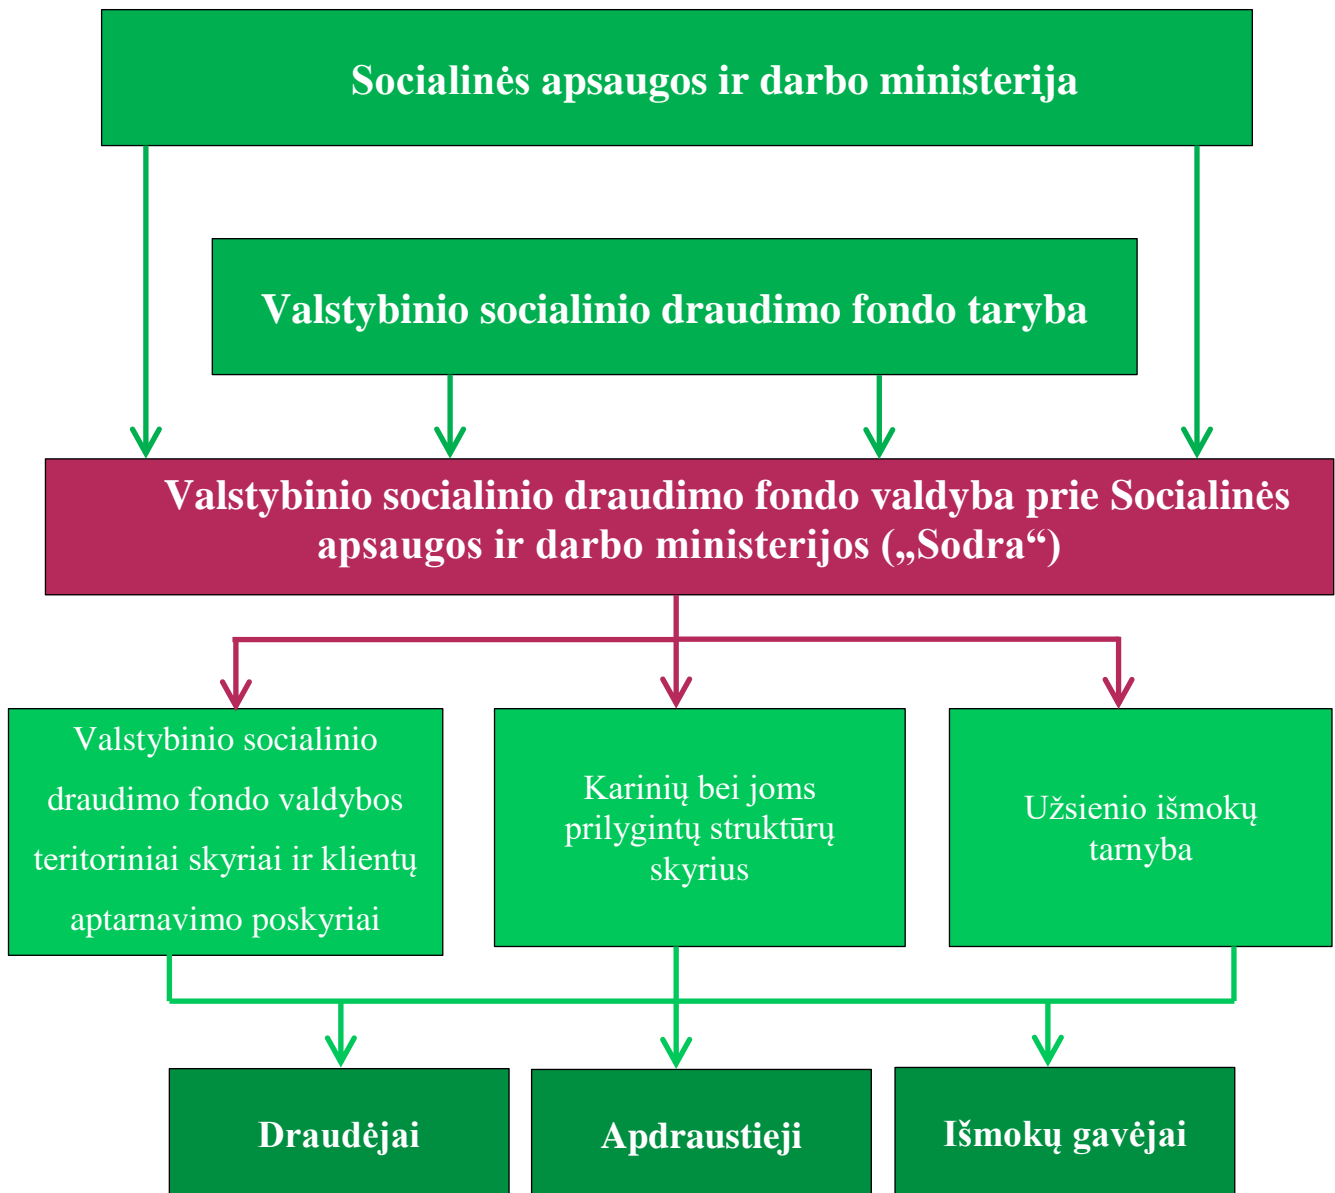 Socialinės apsaugos ir darbo ministerija
Valstybinio socialinio draudimo fondo taryba
Valstybinio socialinio draudimo fondo valdyba prie Socialinės
apsaugos ir darbo ministerijos („Sodra“)
Valstybinio socialinio
draudimo fondo valdybos
teritoriniai skyriai ir klientų
aptarnavimo poskyriai
Karinių bei joms
prilygintų struktūrų
skyrius
Užsienio išmokų
tarnyba
Draudėjai
Apdraustieji
Išmokų gavėjai